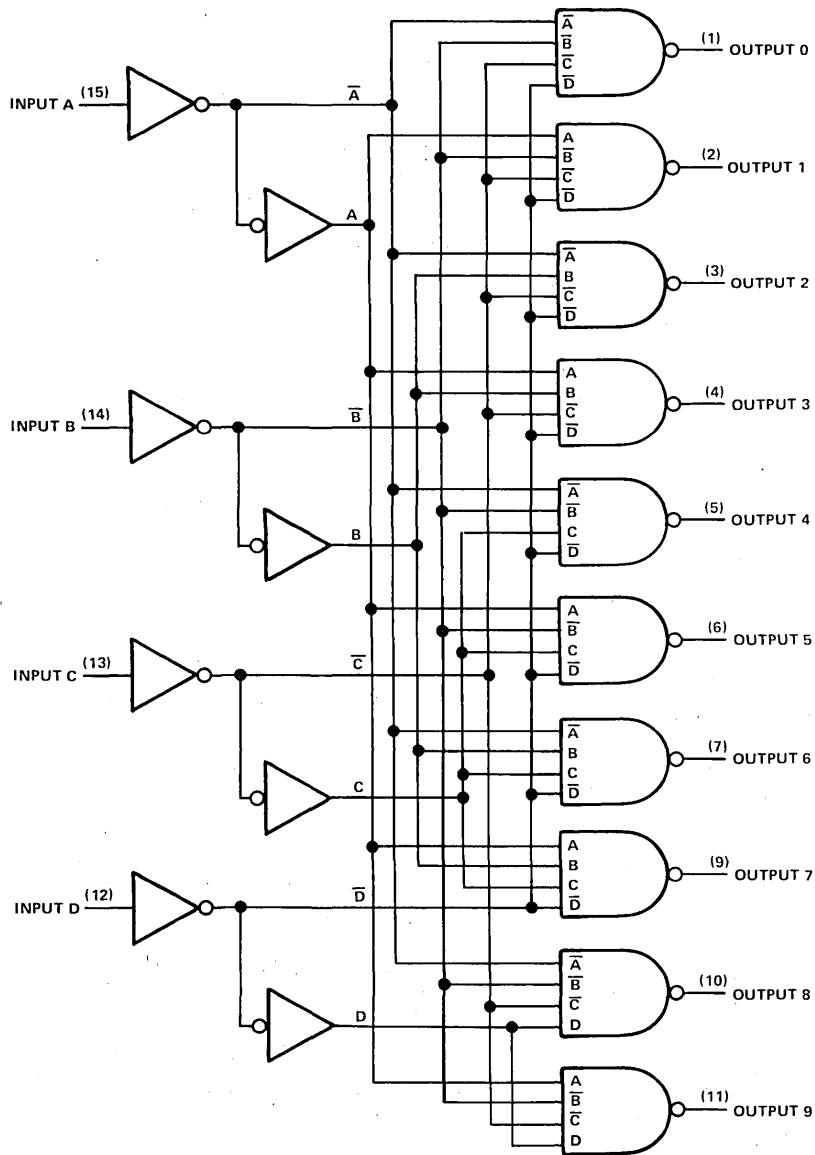 A̅
B̅
C̅
D̅
(1)
OUTPUT 0
INPUT A
(15)
A̅
A
B̅
C̅
D̅
(2)
OUTPUT 1
A
A̅
B
C̅
D̅
(3)
OUTPUT 2
A
B
C̅
D̅
(4)
OUTPUT 3
INPUT B
(14)
B̅
A̅
B̅
C
D̅
(5)
OUTPUT 4
B
A
B̅
C
D̅
(6)
OUTPUT 5
INPUT C
(13)
C̅
A̅
B
C
D̅
(7)
OUTPUT 6
C
A
B
C
D̅
(9)
OUTPUT 7
INPUT D
(12)
D̅
A̅
B̅
C̅
D
(10)
OUTPUT 8
D
A
B̅
C̅
D
(11)
OUTPUT 9